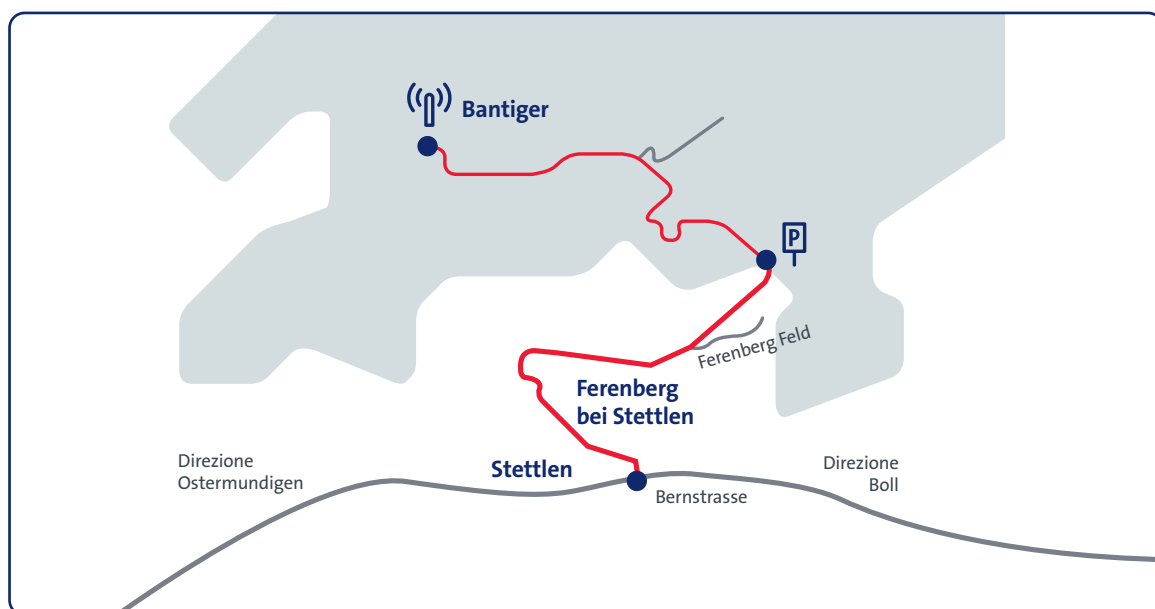 Bantiger
P
Ferenberg Feld
Ferenberg
bei Stettlen
Direzione
Ostermundigen
Stettlen
Bernstrasse
Direzione
Boll